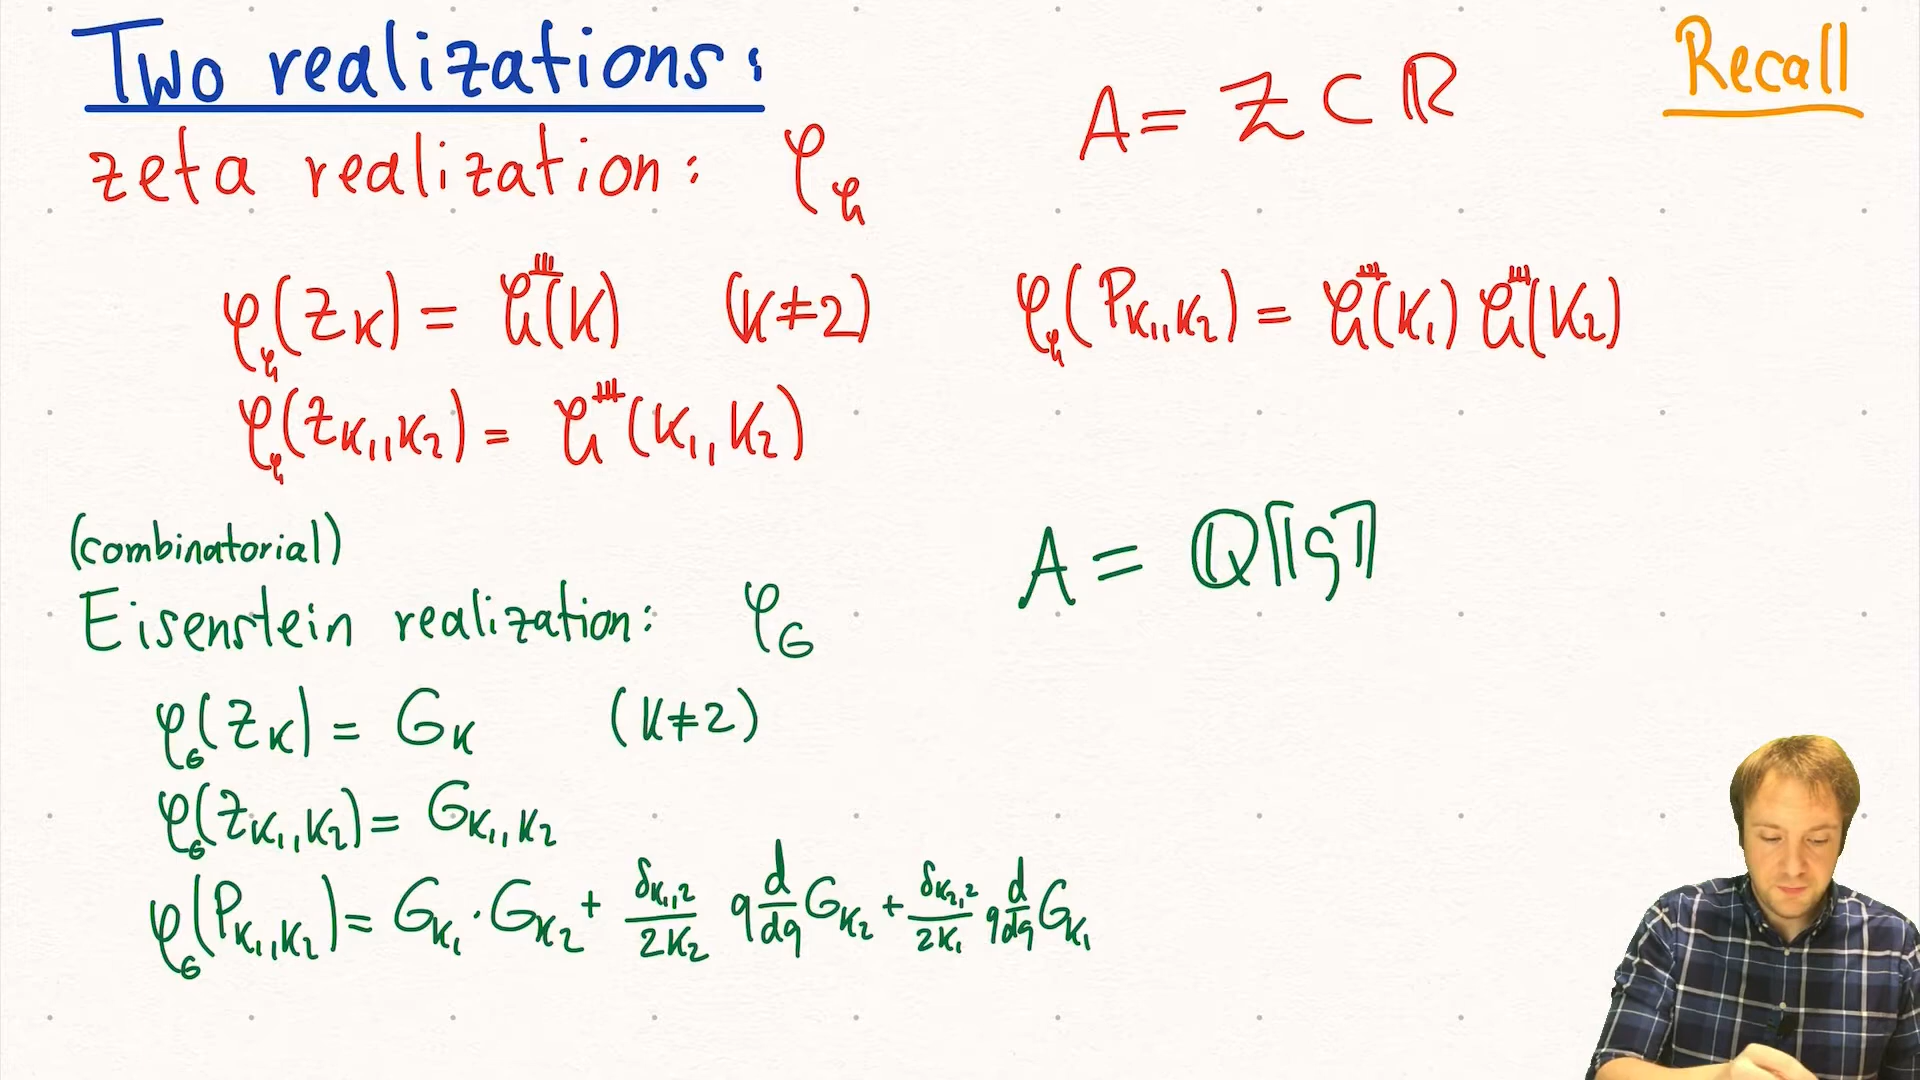 Two realizations:
A = 𝒵 ⊂ ℝ
Recall
zeta realization: φ_ζ
φ_ζ(z_k) = ζ^ш(k) (k≠2)
φ_ζ(P_{k₁,k₂}) = ζ^ш(k₁) ζ^ш(k₂)
φ_ζ(z_{k₁,k₂}) = ζ^ш(k₁,k₂)
(combinatorial)
Eisenstein realization: φ_G
A = ℚ⟦q⟧
φ_G(z_k) = G_k (k≠2)
φ_G(z_{k₁,k₂}) = G_{k₁,k₂}
φ_G(P_{k₁,k₂}) = G_{k₁} · G_{k₂} + δ_{k₁,2}/2k₂ q d/dq G_{k₂} + δ_{k₂,2}/2k₁ q d/dq G_{k₁}